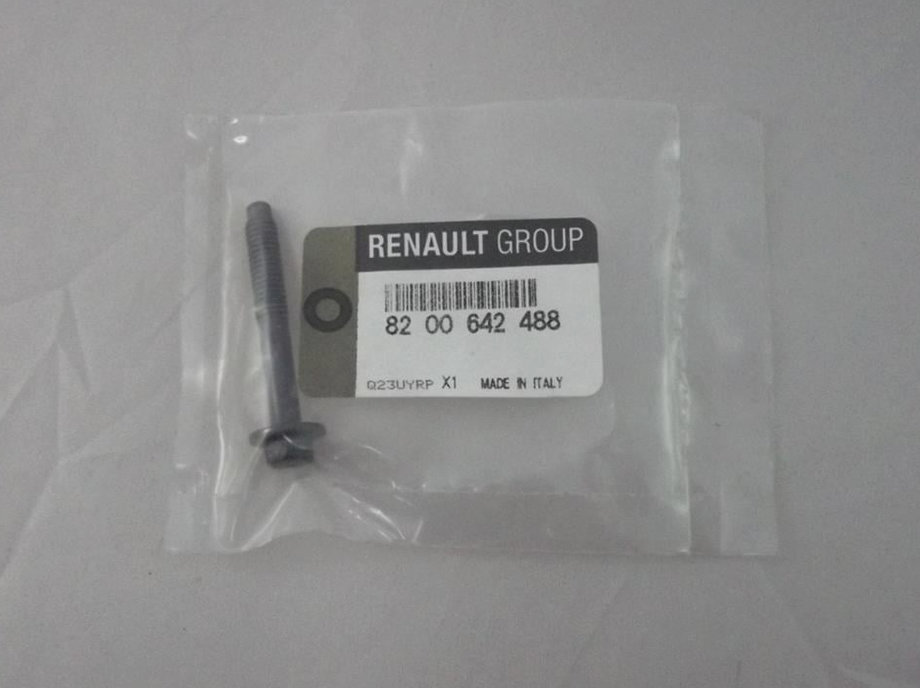 RENAULT GROUP
82 00 642 488
Q23UYRP X1 MADE IN ITALY